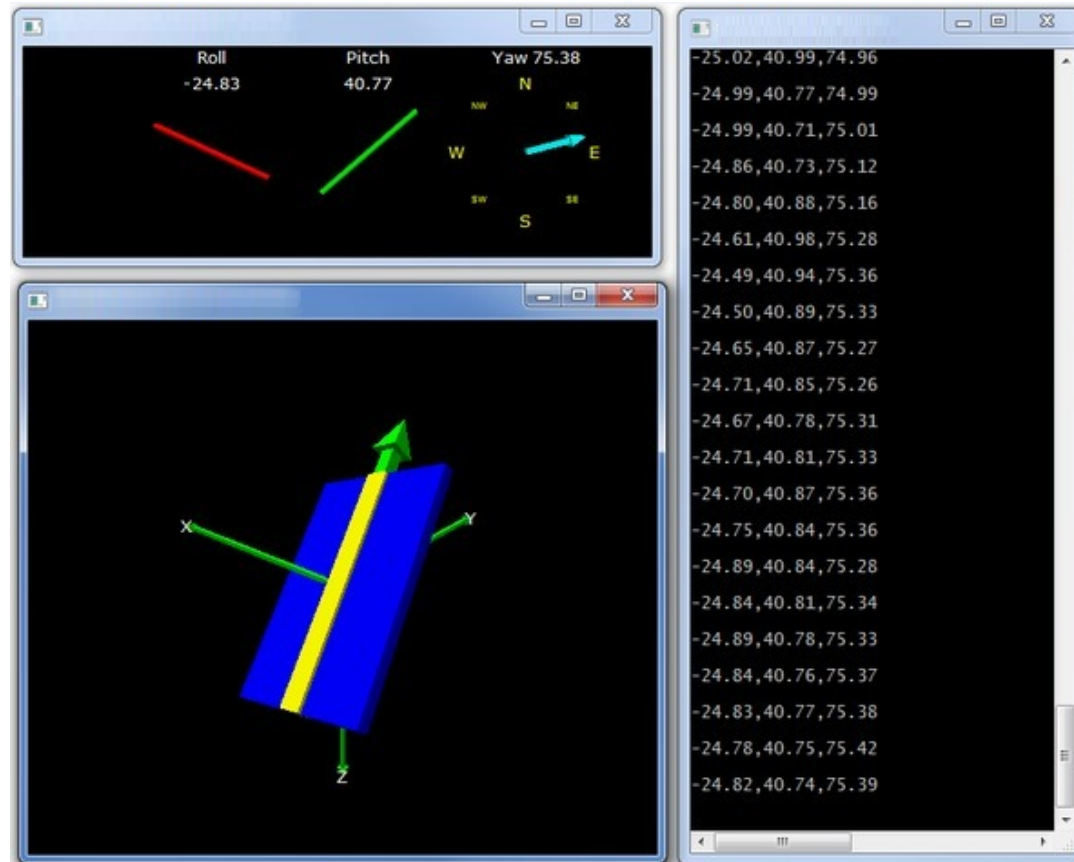 Roll Pitch Yaw 75.38
-24.83 40.77 N
NW NE
W E
SW SE
S
X Y
Z
-25.02,40.99,74.96
-24.99,40.77,74.99
-24.99,40.71,75.01
-24.86,40.73,75.12
-24.80,40.88,75.16
-24.61,40.98,75.28
-24.49,40.94,75.36
-24.50,40.89,75.33
-24.65,40.87,75.27
-24.71,40.85,75.26
-24.67,40.78,75.31
-24.71,40.81,75.33
-24.70,40.87,75.36
-24.75,40.84,75.36
-24.89,40.84,75.28
-24.84,40.81,75.34
-24.89,40.78,75.33
-24.84,40.76,75.37
-24.83,40.77,75.38
-24.78,40.75,75.42
-24.82,40.74,75.39